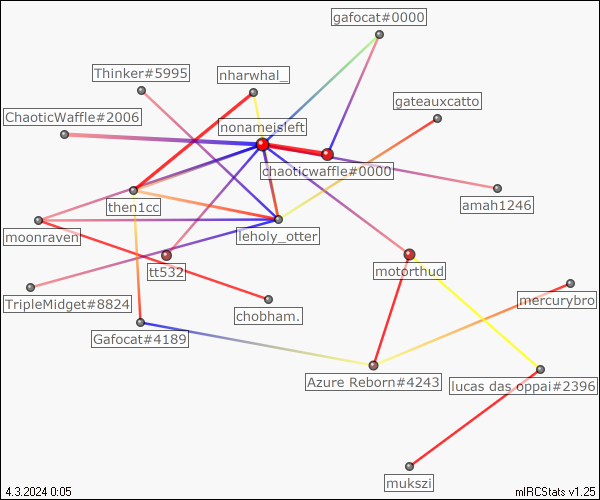 gafocat#0000
Thinker#5995
nharwhal_
gateauxcatto
ChaoticWaffle#2006
nonameisleft
chaoticwaffle#0000
amah1246
then1cc
moonraven
leholy_otter
tt532
motorthud
TripleMidget#8824
chobham.
mercurybro
Gafocat#4189
Azure Reborn#4243
lucas das oppai#2396
mukszi
4.3.2024 0:05
mIRCStats v1.25